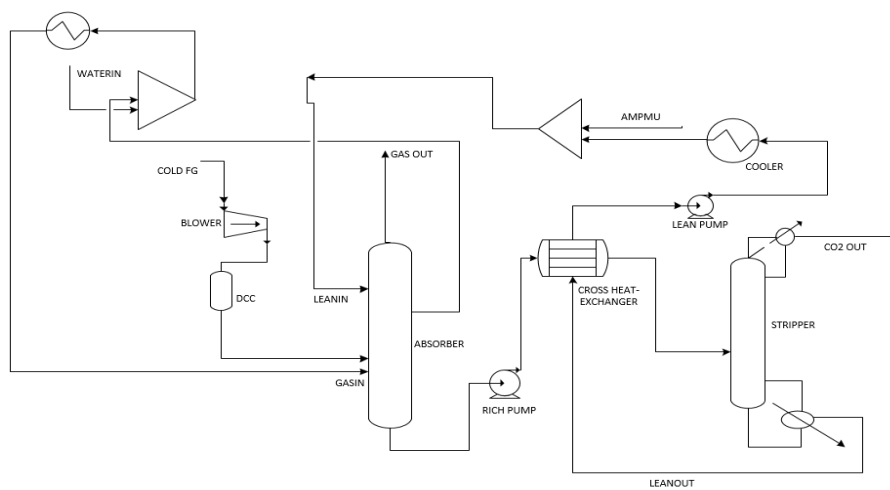 WATERIN
AMPMU
COOLER
GAS OUT
COLD FG
BLOWER
LEAN PUMP
CO2 OUT
CROSS HEAT-
EXCHANGER
LEANIN
DCC
STRIPPER
ABSORBER
GASIN
RICH PUMP
LEANOUT